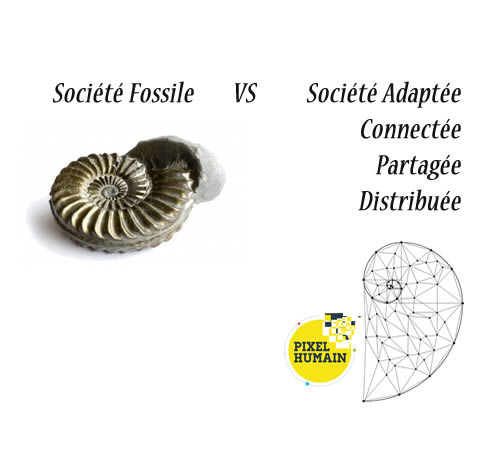 Société Fossile VS Société Adaptée
Connectée
Partagée
Distribuée
PIXEL
HUMAIN